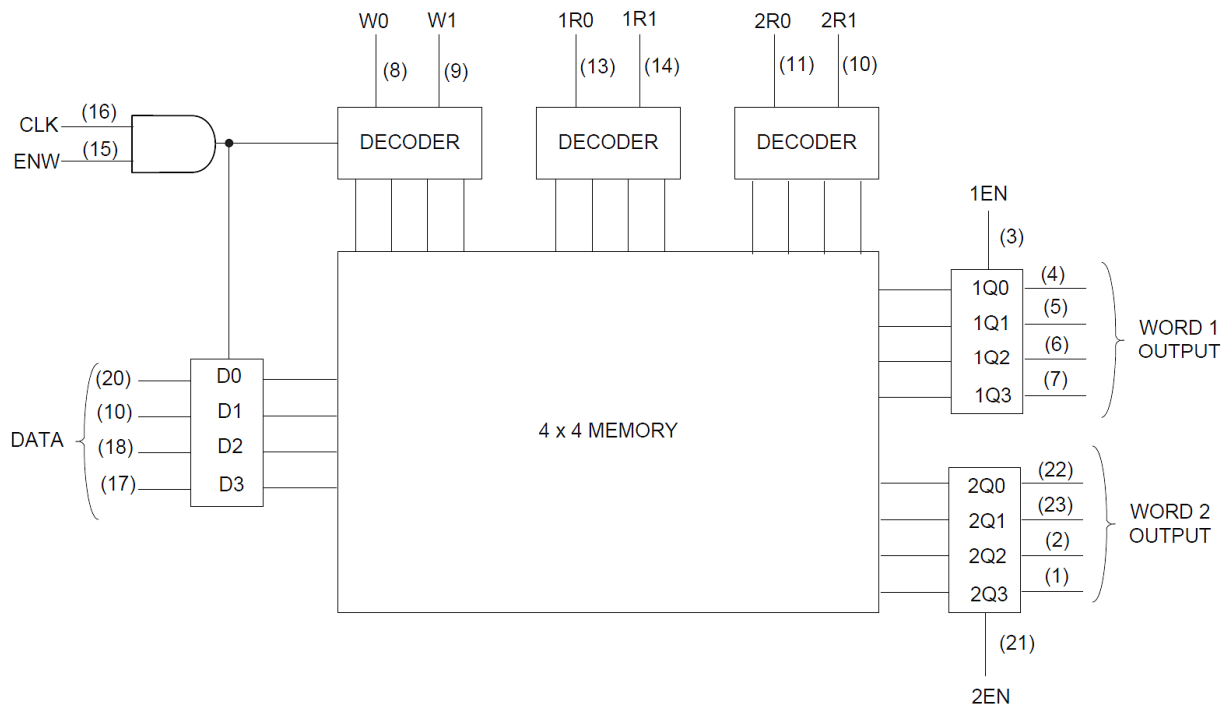 W0 W1 1R0 1R1 2R0 2R1
(8) (9) (13) (14) (11) (10)
CLK (16)
ENW (15)
DECODER DECODER DECODER
1EN
(3)
1Q0 (4)
1Q1 (5)
1Q2 (6)
1Q3 (7)
WORD 1
OUTPUT
DATA
(20) D0
(10) D1
(18) D2
(17) D3
4 x 4 MEMORY
2Q0 (22)
2Q1 (23)
2Q2 (2)
2Q3 (1)
WORD 2
OUTPUT
(21)
2EN